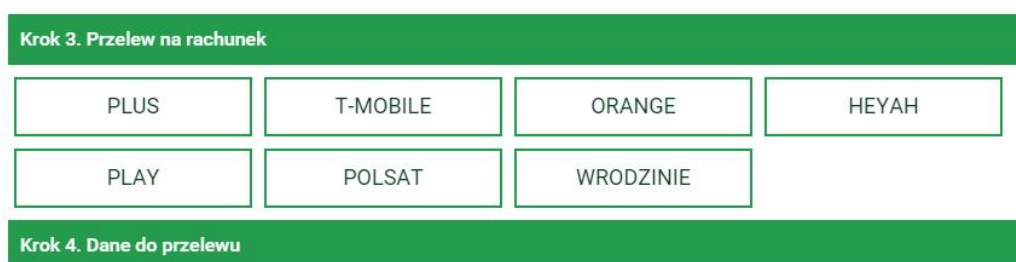 Krok 3. Przelew na rachunek
PLUS T-MOBILE ORANGE HEYAH
PLAY POLSAT WRODZINIE
Krok 4. Dane do przelewu